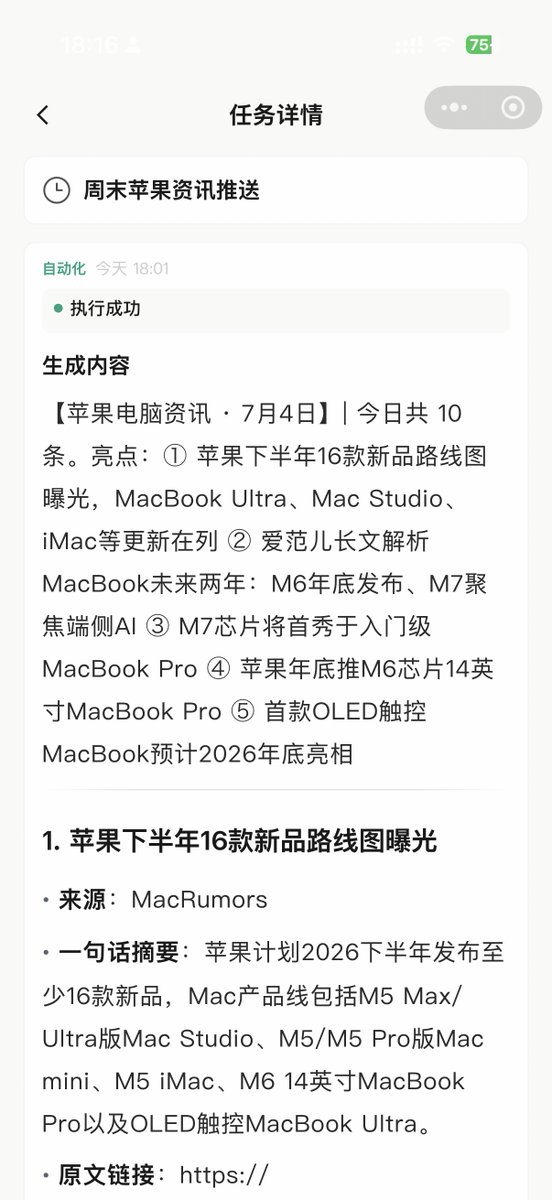 18:16
75
任务详情
周末苹果资讯推送
自动化 今天 18:01
执行成功
生成内容
【苹果电脑资讯 · 7月4日】| 今日共 10
条。亮点：① 苹果下半年16款新品路线图
曝光，MacBook Ultra、Mac Studio、
iMac等更新在列 ② 爱范儿长文解析
MacBook未来两年：M6年底发布、M7聚
焦端侧AI ③ M7芯片将首秀于入门级
MacBook Pro ④ 苹果年底推M6芯片14英
寸MacBook Pro ⑤ 首款OLED触控
MacBook预计2026年底亮相
1. 苹果下半年16款新品路线图曝光
• 来源：MacRumors
• 一句话摘要：苹果计划2026下半年发布至
少16款新品，Mac产品线包括M5 Max/
Ultra版Mac Studio、M5/M5 Pro版Mac
mini、M5 iMac、M6 14英寸MacBook
Pro以及OLED触控MacBook Ultra。
• 原文链接：https://